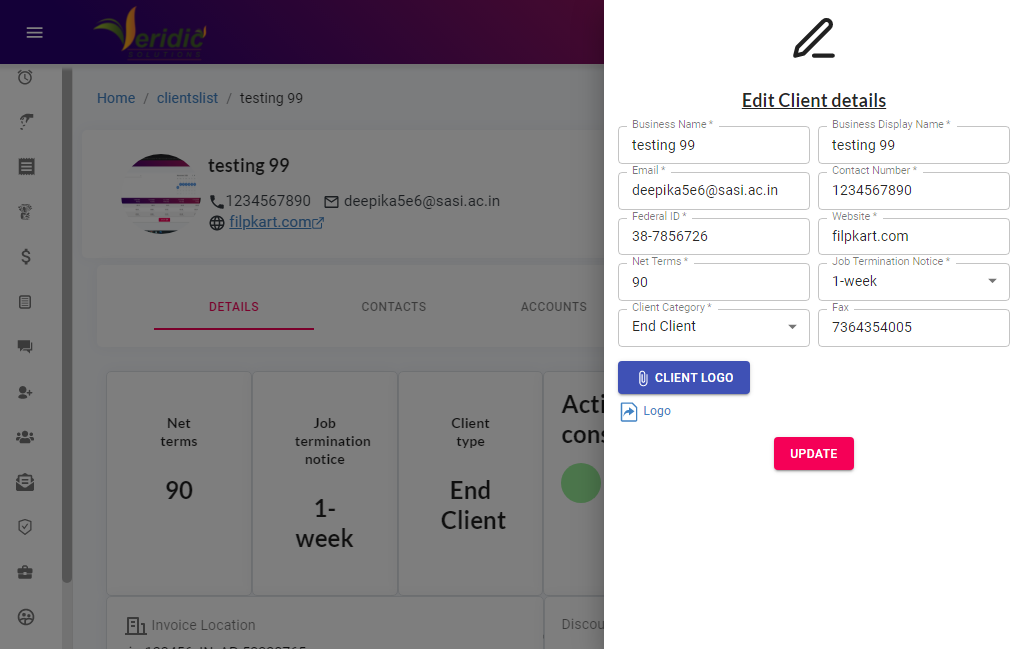 Veridic
SOLUTIONS
Home / clientslist / testing 99
testing 99
1234567890 deepika5e6@sasi.ac.in
filpkart.com
DETAILS CONTACTS ACCOUNTS
Net terms
90
Job termination notice
1-week
Client type
End Client
Acti
cons
Invoice Location
Discou
Edit Client details
Business Name *
testing 99
Business Display Name *
testing 99
Email *
deepika5e6@sasi.ac.in
Contact Number *
1234567890
Federal ID *
38-7856726
Website *
filpkart.com
Net Terms *
90
Job Termination Notice *
1-week
Client Category *
End Client
Fax
7364354005
CLIENT LOGO
Logo
UPDATE